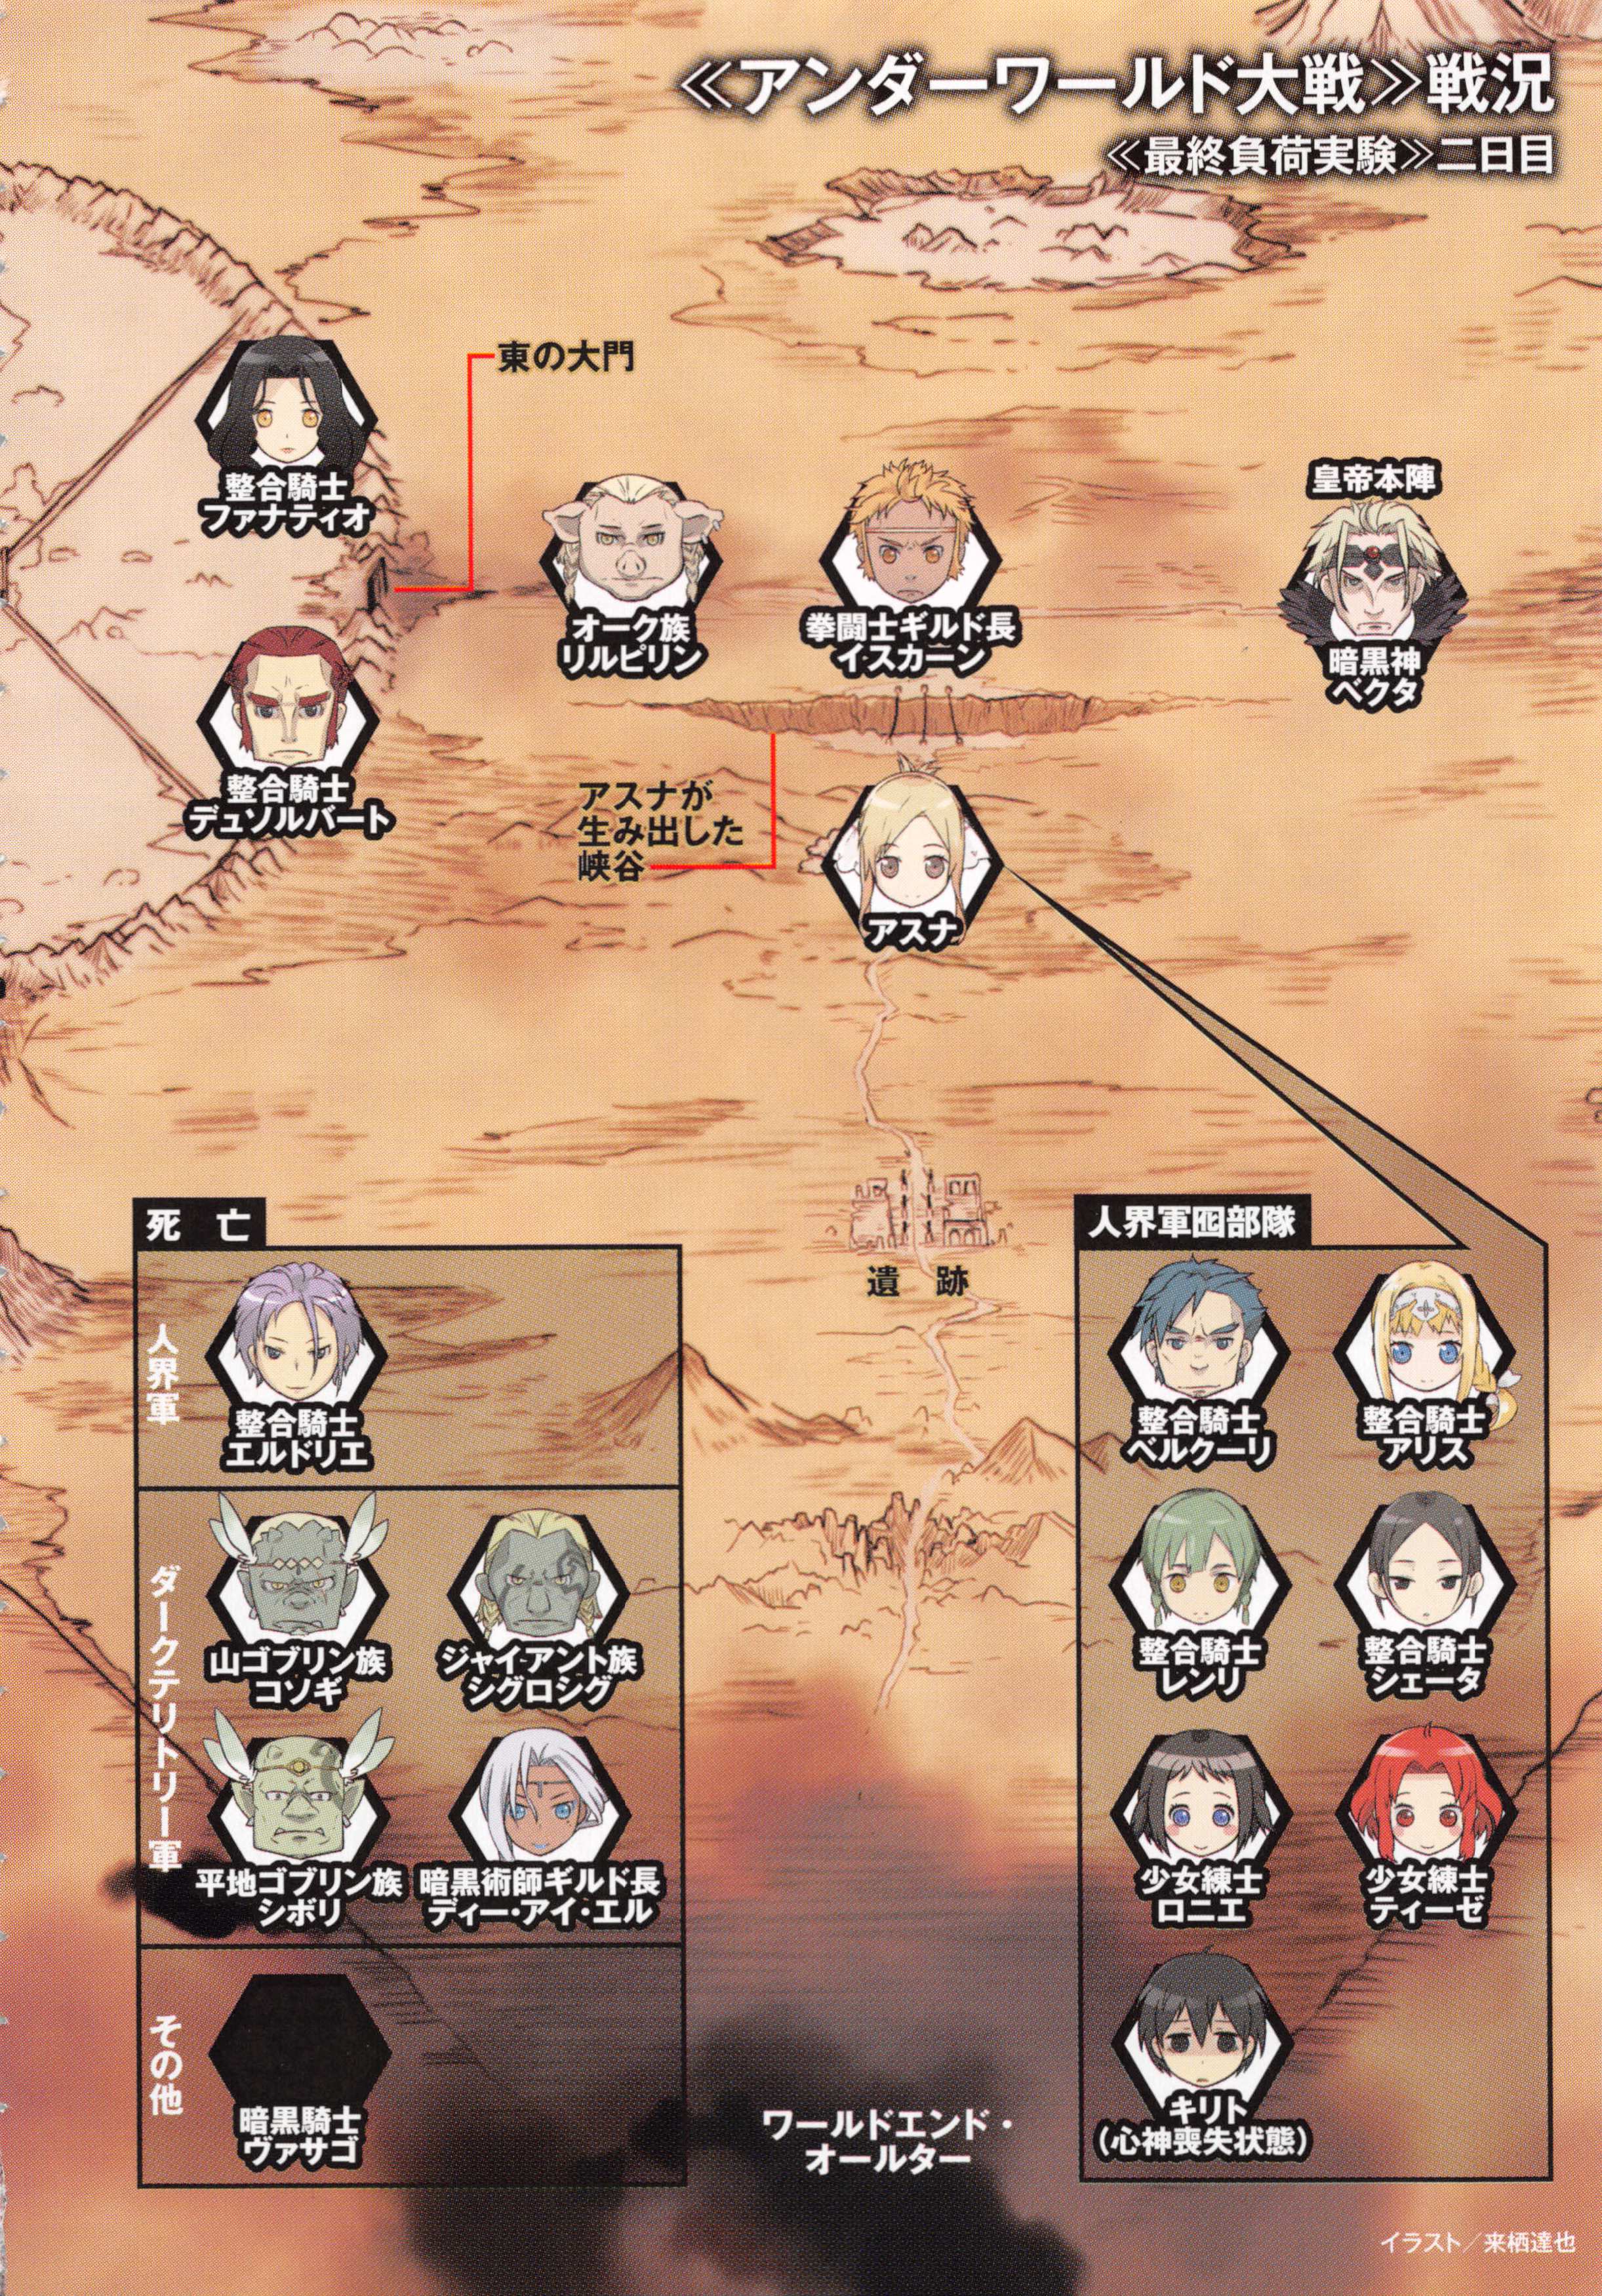 ≪アンダーワールド大戦≫戦況
≪最終負荷実験≫二日目
東の大門
整合騎士
ファナティオ
オーク族
リルピリン
拳闘士ギルド長
イスカーン
皇帝本陣
暗黒神
ベクタ
整合騎士
デュソルバート
アスナが
生み出した
峡谷
アスナ
遺跡
死亡
人界軍
整合騎士
エルドリエ
ダークテリトリー軍
山ゴブリン族
コソギ
ジャイアント族
シグロシグ
平地ゴブリン族
シボリ
暗黒術師ギルド長
ディー・アイ・エル
その他
暗黒騎士
ヴァサゴ
ワールドエンド・
オールター
人界軍囮部隊
整合騎士
ベルクーリ
整合騎士
アリス
整合騎士
レンリ
整合騎士
シェータ
少女練士
ロニエ
少女練士
ティーゼ
キリト
(心神喪失状態)
イラスト／来栖達也